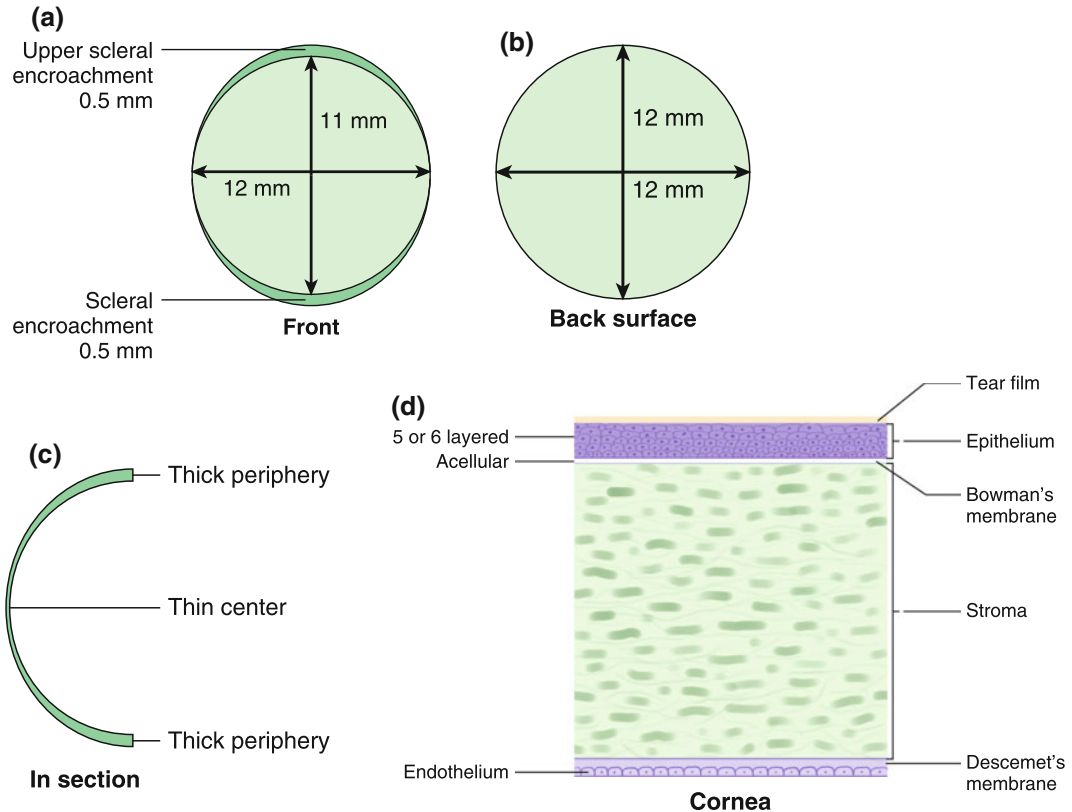 (a)
Upper scleral
encroachment
0.5 mm
11 mm
12 mm
Scleral
encroachment
0.5 mm
Front
(b)
12 mm
12 mm
Back surface
(c)
Thick periphery
Thin center
Thick periphery
In section
(d)
Tear film
5 or 6 layered
Epithelium
Acellular
Bowman's
membrane
Stroma
Endothelium
Descemet's
membrane
Cornea